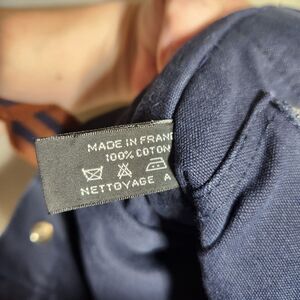 MADE IN FRANC
100% COTON
NETTOYAGE A